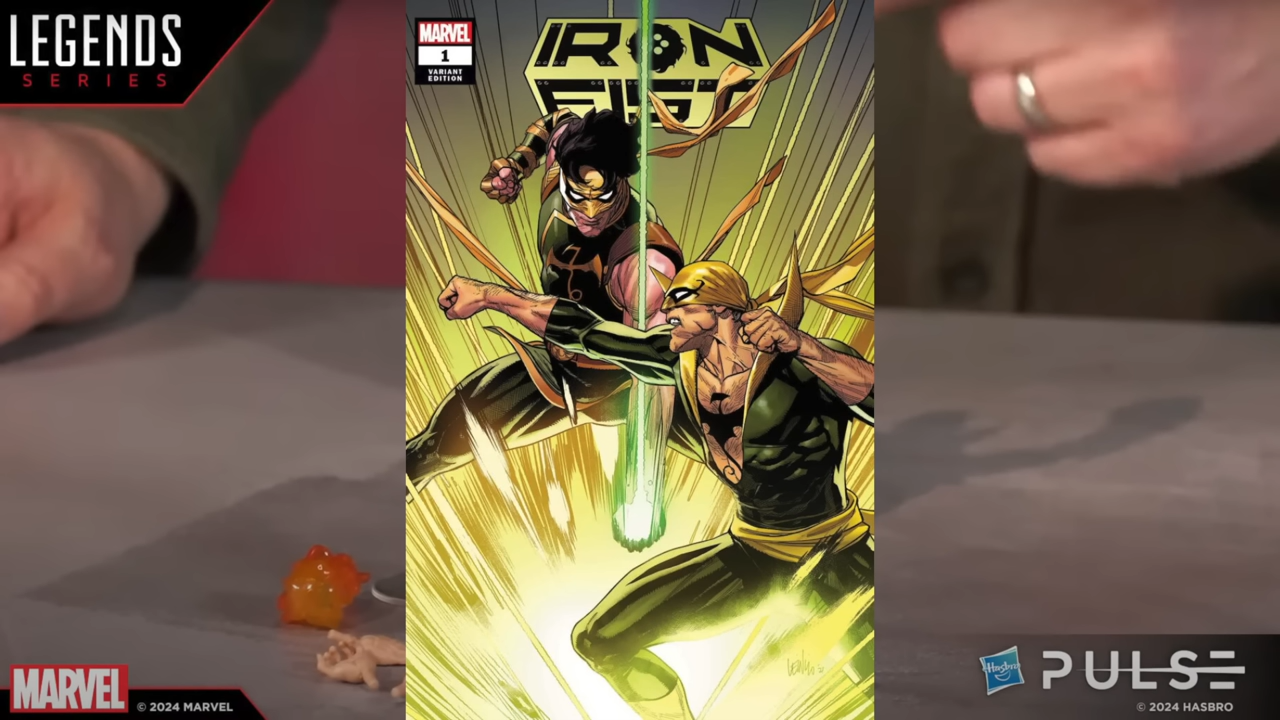 LEGENDS
SERIES
MARVEL
1
VARIANT
EDITION
IRON
FIST
MARVEL
© 2024 MARVEL
Hasbro
PULSE
© 2024 HASBRO